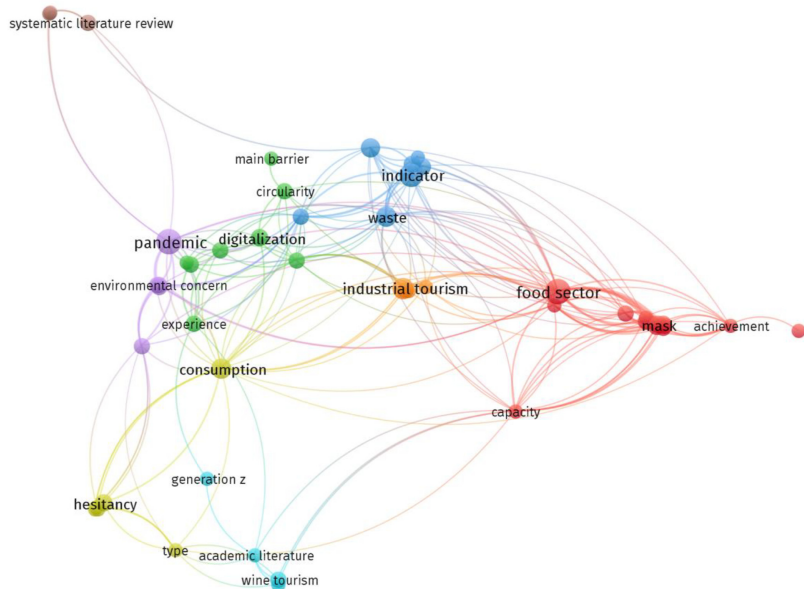 systematic literature review
main barrier
indicator
circularity
waste
pandemic
digitalization
environmental concern
industrial tourism
food sector
experience
mask
achievement
consumption
capacity
generation z
hesitancy
type
academic literature
wine tourism